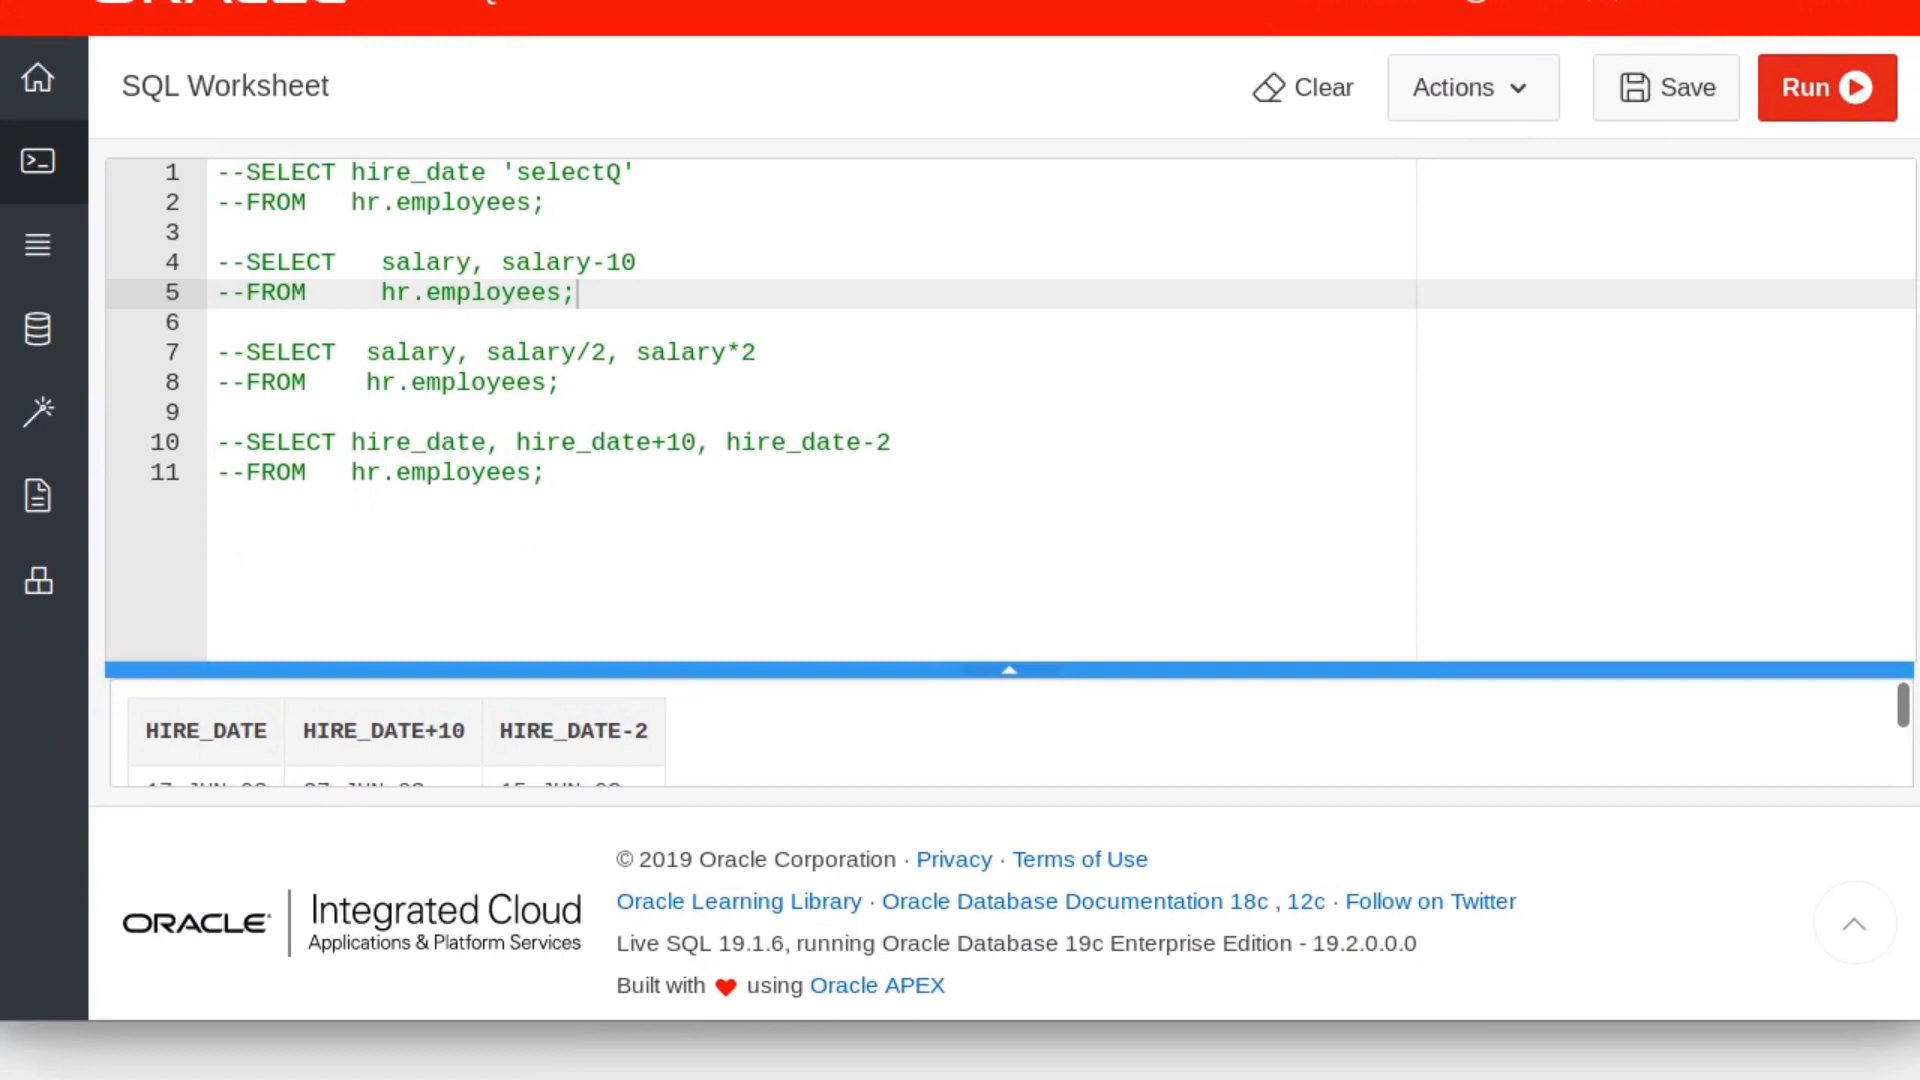 SQL Worksheet
Clear
Actions
Save
Run
1 --SELECT hire_date 'selectQ'
2 --FROM   hr.employees;
3
4 --SELECT   salary, salary-10
5 --FROM     hr.employees;
6
7 --SELECT  salary, salary/2, salary*2
8 --FROM    hr.employees;
9
10 --SELECT hire_date, hire_date+10, hire_date-2
11 --FROM   hr.employees;
HIRE_DATE HIRE_DATE+10 HIRE_DATE-2
© 2019 Oracle Corporation · Privacy · Terms of Use
Oracle Learning Library · Oracle Database Documentation 18c , 12c · Follow on Twitter
Live SQL 19.1.6, running Oracle Database 19c Enterprise Edition - 19.2.0.0.0
Built with ❤ using Oracle APEX
ORACLE
Integrated Cloud
Applications & Platform Services